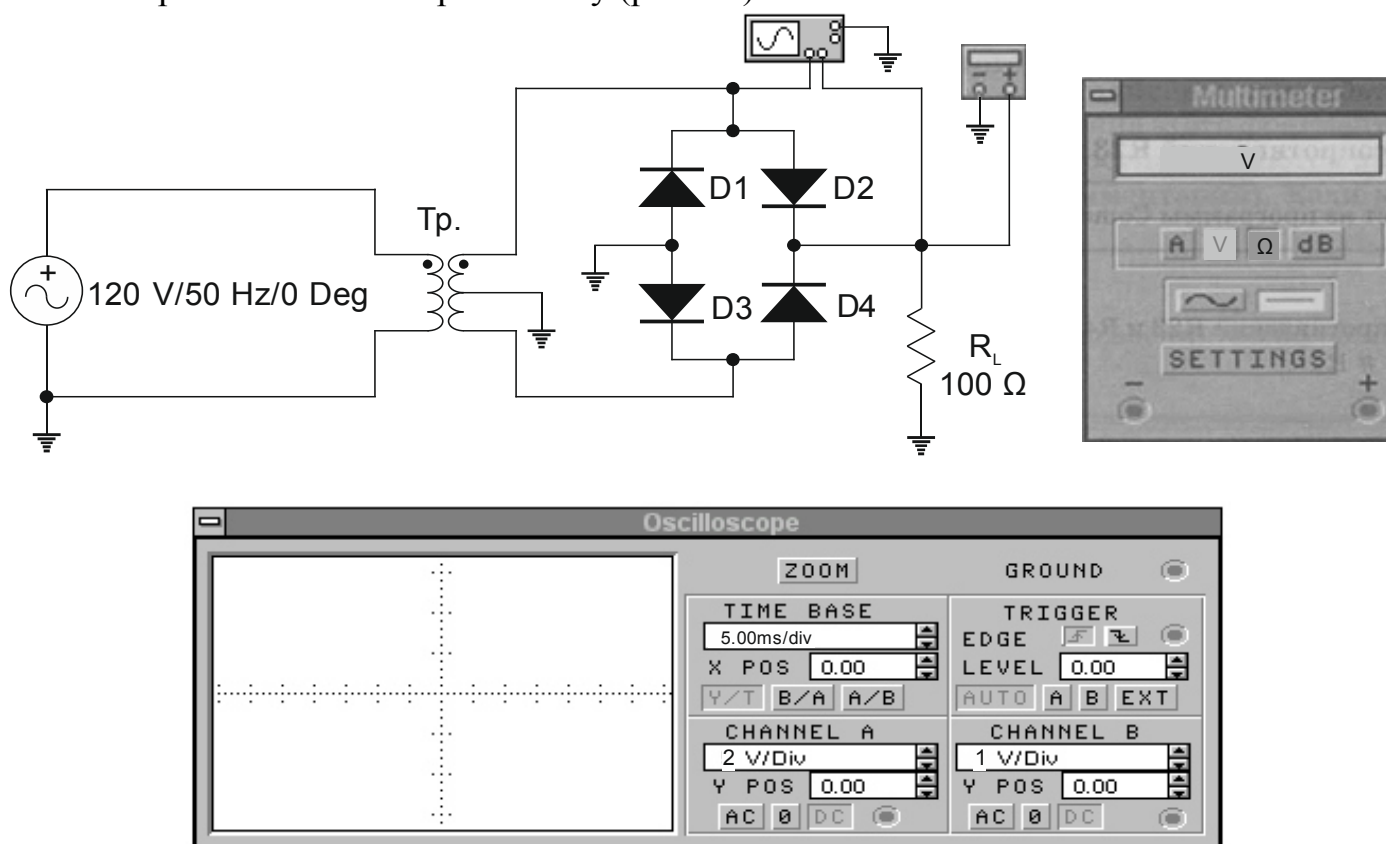 Multimeter
V
A V Ω dB
SETTINGS
− +
D1 D2
Tp.
+
120 V/50 Hz/0 Deg
D3 D4
R_L
100 Ω
Oscilloscope
ZOOM GROUND
TIME BASE
5.00ms/div
X POS 0.00
Y/T B/A A/B
TRIGGER
EDGE
LEVEL 0.00
AUTO A B EXT
CHANNEL A
2 V/Div
Y POS 0.00
AC 0 DC
CHANNEL B
1 V/Div
Y POS 0.00
AC 0 DC